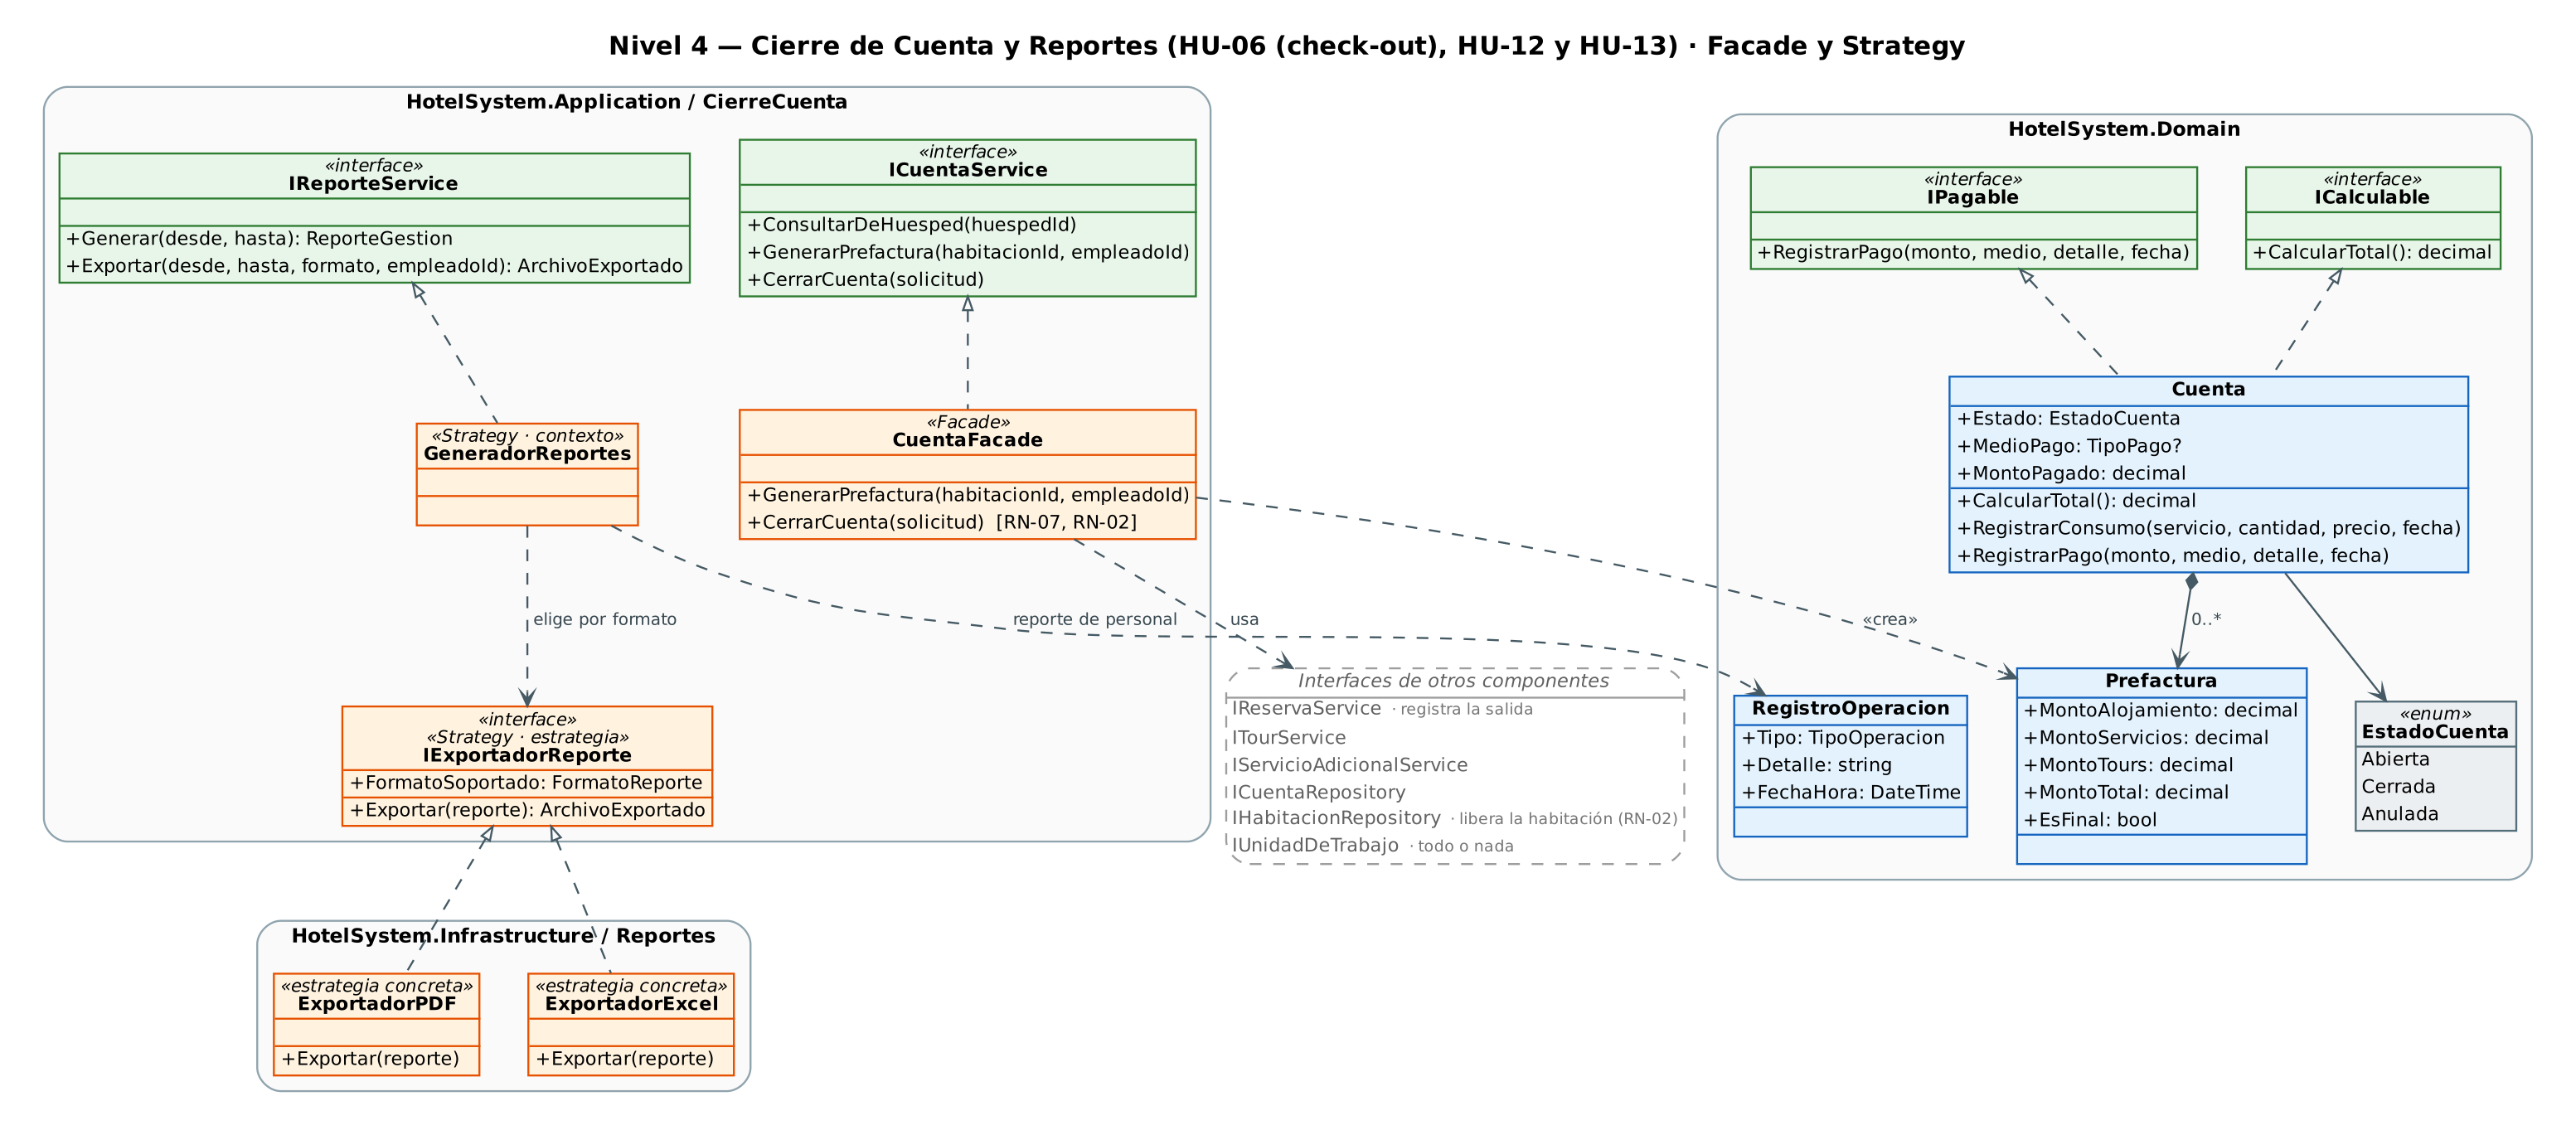 Nivel 4 — Cierre de Cuenta y Reportes (HU-06 (check-out), HU-12 y HU-13) · Facade y Strategy
HotelSystem.Application / CierreCuenta
«interface»
IReporteService
+Generar(desde, hasta): ReporteGestion
+Exportar(desde, hasta, formato, empleadoId): ArchivoExportado
«interface»
ICuentaService
+ConsultarDeHuesped(huespedId)
+GenerarPrefactura(habitacionId, empleadoId)
+CerrarCuenta(solicitud)
«Strategy · contexto»
GeneradorReportes
«Facade»
CuentaFacade
+GenerarPrefactura(habitacionId, empleadoId)
+CerrarCuenta(solicitud) [RN-07, RN-02]
elige por formato
reporte de personal
usa
«crea»
«interface»
«Strategy · estrategia»
IExportadorReporte
+FormatoSoportado: FormatoReporte
+Exportar(reporte): ArchivoExportado
HotelSystem.Infrastructure / Reportes
«estrategia concreta»
ExportadorPDF
+Exportar(reporte)
«estrategia concreta»
ExportadorExcel
+Exportar(reporte)
Interfaces de otros componentes
IReservaService · registra la salida
ITourService
IServicioAdicionalService
ICuentaRepository
IHabitacionRepository · libera la habitación (RN-02)
IUnidadDeTrabajo · todo o nada
HotelSystem.Domain
«interface»
IPagable
+RegistrarPago(monto, medio, detalle, fecha)
«interface»
ICalculable
+CalcularTotal(): decimal
Cuenta
+Estado: EstadoCuenta
+MedioPago: TipoPago?
+MontoPagado: decimal
+CalcularTotal(): decimal
+RegistrarConsumo(servicio, cantidad, precio, fecha)
+RegistrarPago(monto, medio, detalle, fecha)
0..*
RegistroOperacion
+Tipo: TipoOperacion
+Detalle: string
+FechaHora: DateTime
Prefactura
+MontoAlojamiento: decimal
+MontoServicios: decimal
+MontoTours: decimal
+MontoTotal: decimal
+EsFinal: bool
«enum»
EstadoCuenta
Abierta
Cerrada
Anulada